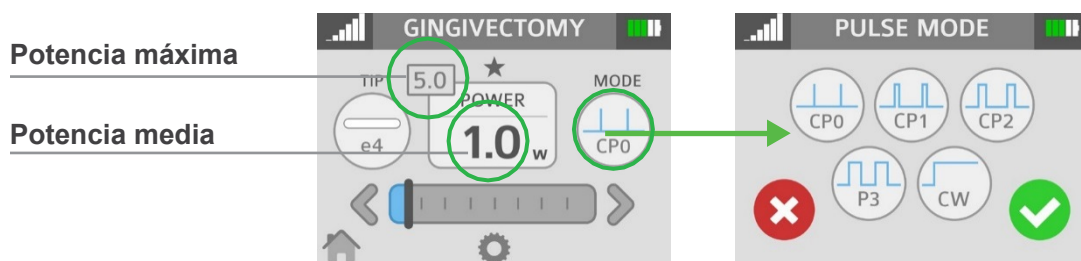 Potencia máxima
Potencia media
GINGIVECTOMY
TIP
5.0
MODE
POWER
e4
1.0 w
CP0
PULSE MODE
CP0 CP1 CP2
P3 CW